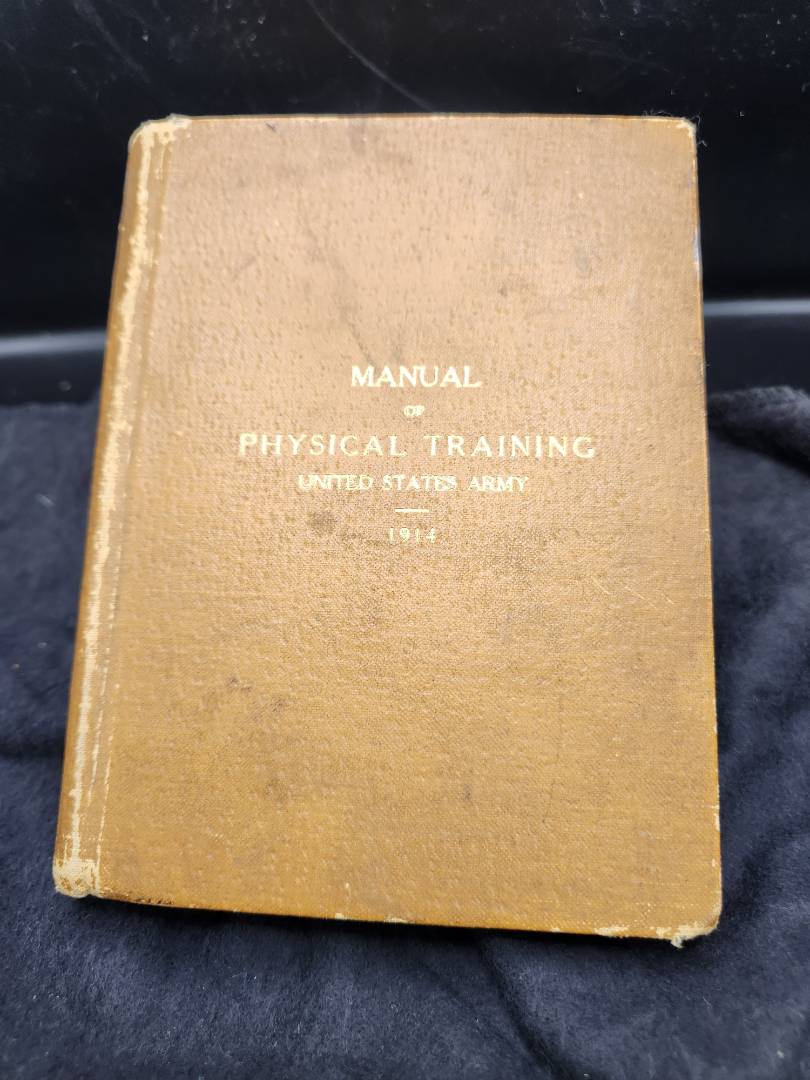 MANUAL
OF
PHYSICAL TRAINING
UNITED STATES ARMY
1914